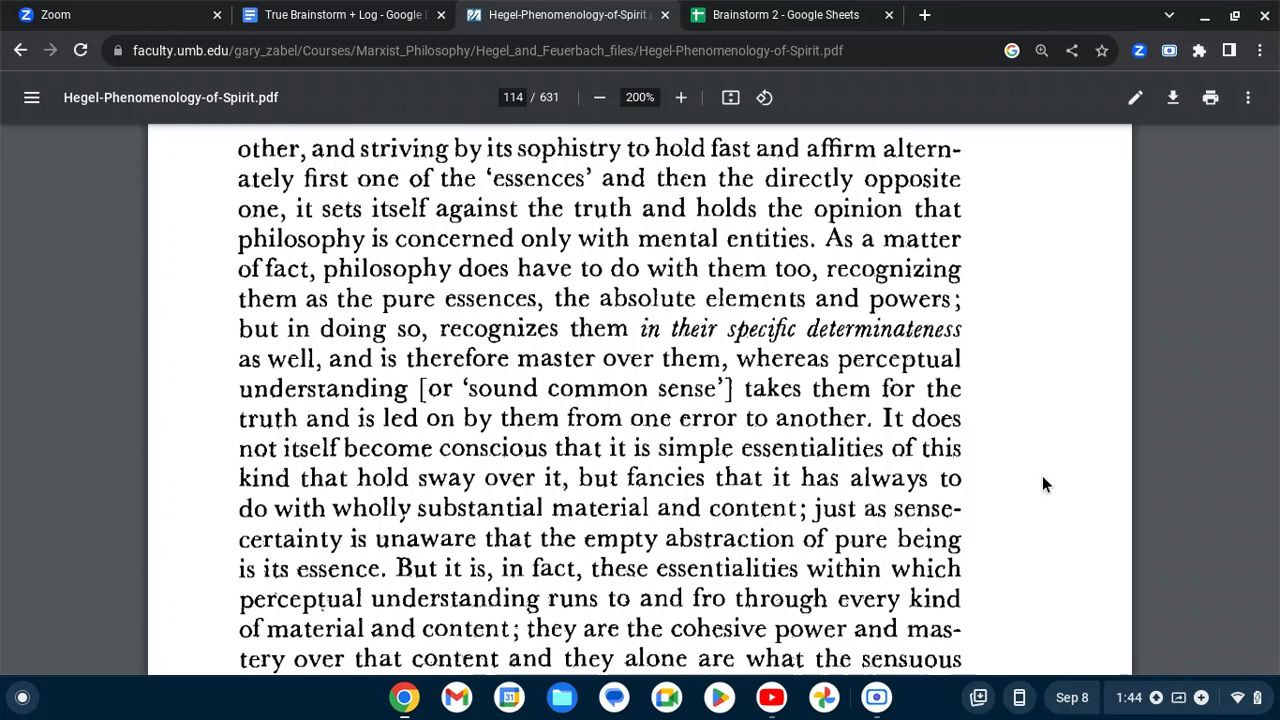 Zoom
True Brainstorm + Log - Google D
Hegel-Phenomenology-of-Spirit.p
Brainstorm 2 - Google Sheets
faculty.umb.edu/gary_zabel/Courses/Marxist_Philosophy/Hegel_and_Feuerbach_files/Hegel-Phenomenology-of-Spirit.pdf
Hegel-Phenomenology-of-Spirit.pdf
114 / 631
200%
other, and striving by its sophistry to hold fast and affirm altern-
ately first one of the ‘essences’ and then the directly opposite
one, it sets itself against the truth and holds the opinion that
philosophy is concerned only with mental entities. As a matter
of fact, philosophy does have to do with them too, recognizing
them as the pure essences, the absolute elements and powers;
but in doing so, recognizes them in their specific determinateness
as well, and is therefore master over them, whereas perceptual
understanding [or ‘sound common sense’] takes them for the
truth and is led on by them from one error to another. It does
not itself become conscious that it is simple essentialities of this
kind that hold sway over it, but fancies that it has always to
do with wholly substantial material and content; just as sense-
certainty is unaware that the empty abstraction of pure being
is its essence. But it is, in fact, these essentialities within which
perceptual understanding runs to and fro through every kind
of material and content; they are the cohesive power and mas-
tery over that content and they alone are what the sensuous
31
Sep 8
1:44